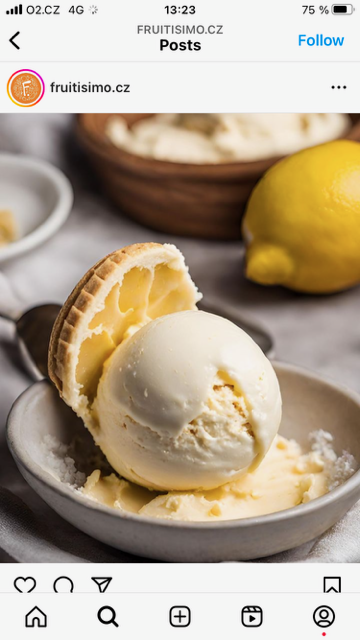 O2.CZ 4G 13:23 75 %
FRUITISIMO.CZ
Posts
Follow
F.
fruitisimo.cz